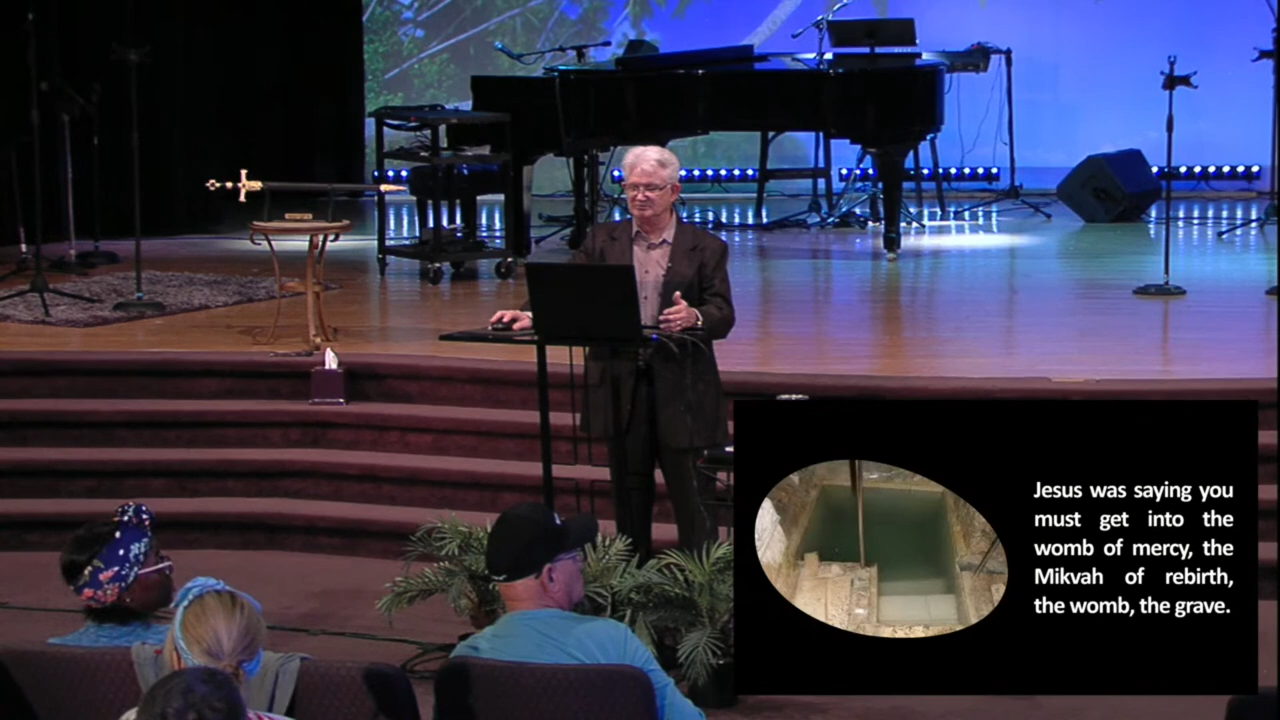 Jesus was saying you
must get into the
womb of mercy, the
Mikvah of rebirth,
the womb, the grave.